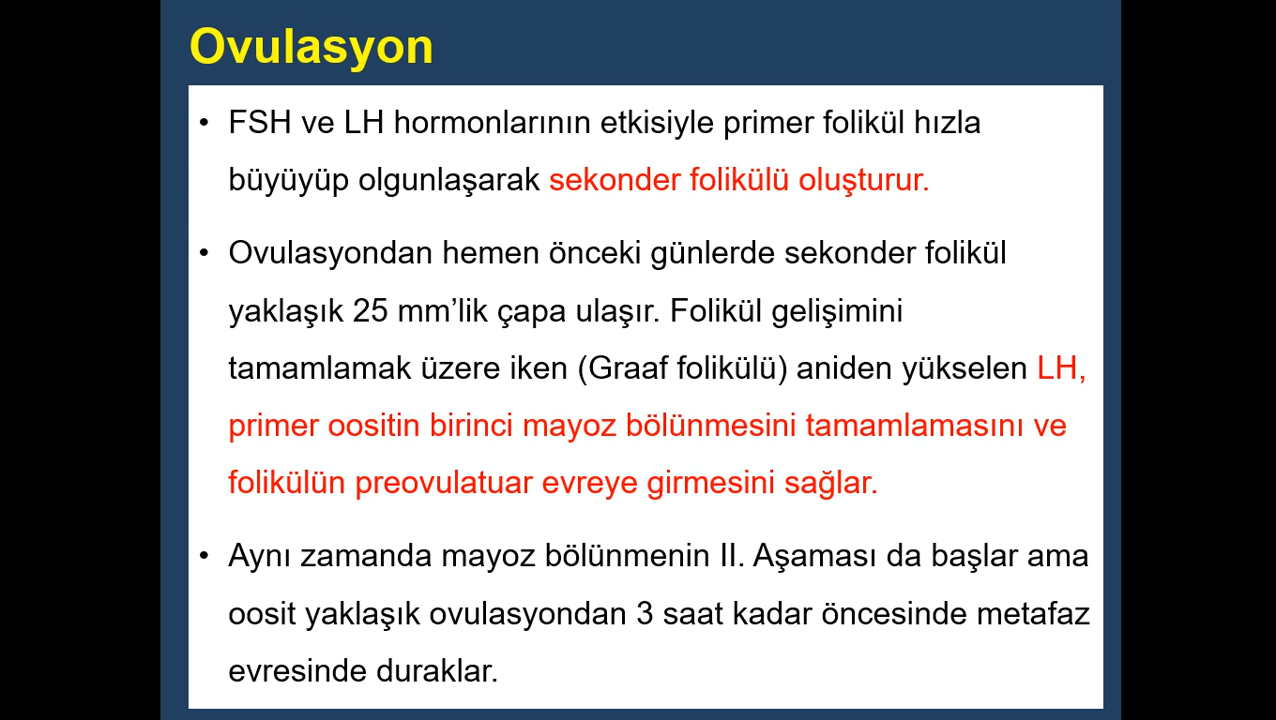 Ovulasyon
• FSH ve LH hormonlarının etkisiyle primer folikül hızla
büyüyüp olgunlaşarak sekonder folikülü oluşturur.
• Ovulasyondan hemen önceki günlerde sekonder folikül
yaklaşık 25 mm’lik çapa ulaşır. Folikül gelişimini
tamamlamak üzere iken (Graaf folikülü) aniden yükselen LH,
primer oositin birinci mayoz bölünmesini tamamlamasını ve
folikülün preovulatuar evreye girmesini sağlar.
• Aynı zamanda mayoz bölünmenin II. Aşaması da başlar ama
oosit yaklaşık ovulasyondan 3 saat kadar öncesinde metafaz
evresinde duraklar.